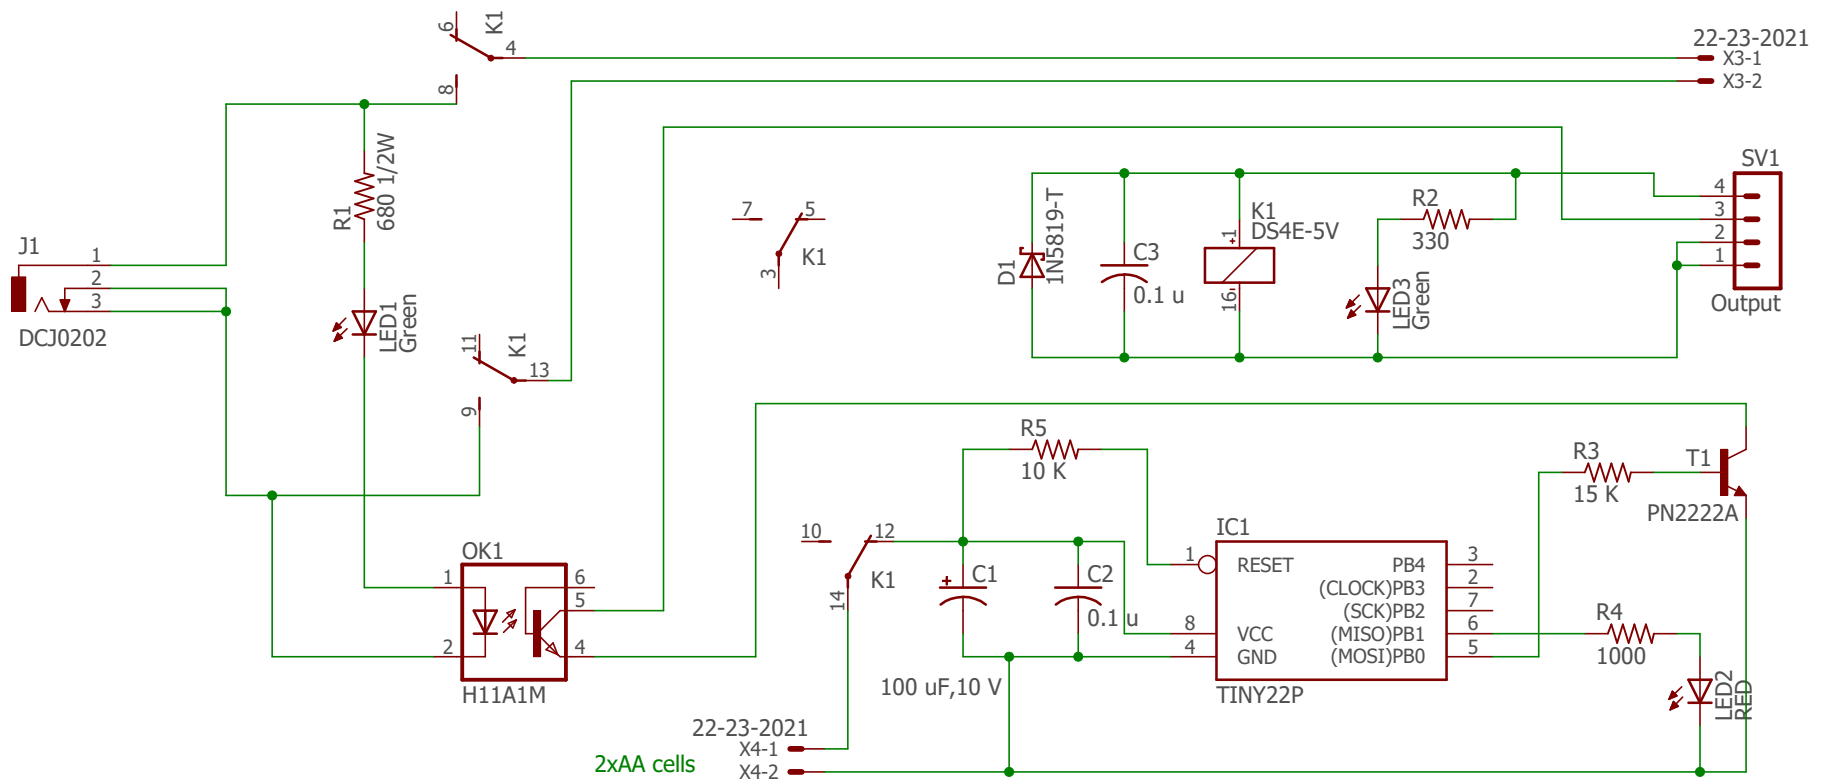 6
K1
4
8
22-23-2021
X3-1
X3-2
R1
680 1/2W
J1
1
2
3
DCJ0202
LED1
Green
11
K1
13
9
7
5
3
K1
D1
1N5819-T
C3
0.1 u
K1
DS4E-5V
+
1
16
-
R2
330
LED3
Green
SV1
4
3
2
1
Output
OK1
1
2
6
5
4
H11A1M
R5
10 K
10
12
14
K1
+
C1
100 uF,10 V
C2
0.1 u
IC1
1
RESET
8
VCC
4
GND
PB4
3
(CLOCK)PB3
2
(SCK)PB2
7
(MISO)PB1
6
(MOSI)PB0
5
TINY22P
R3
15 K
T1
PN2222A
R4
1000
LED2
RED
22-23-2021
X4-1
X4-2
2xAA cells